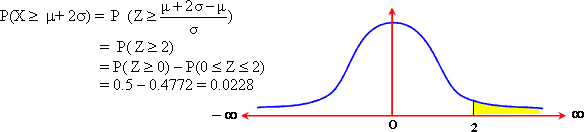 P(X ≥ μ+ 2σ) = P (Z ≥ (μ + 2σ – μ)/σ)
= P( Z ≥ 2)
= P( Z ≥ 0) – P(0 ≤ Z ≤ 2)
= 0.5 – 0.4772 = 0.0228
– ∞ 0 2 ∞